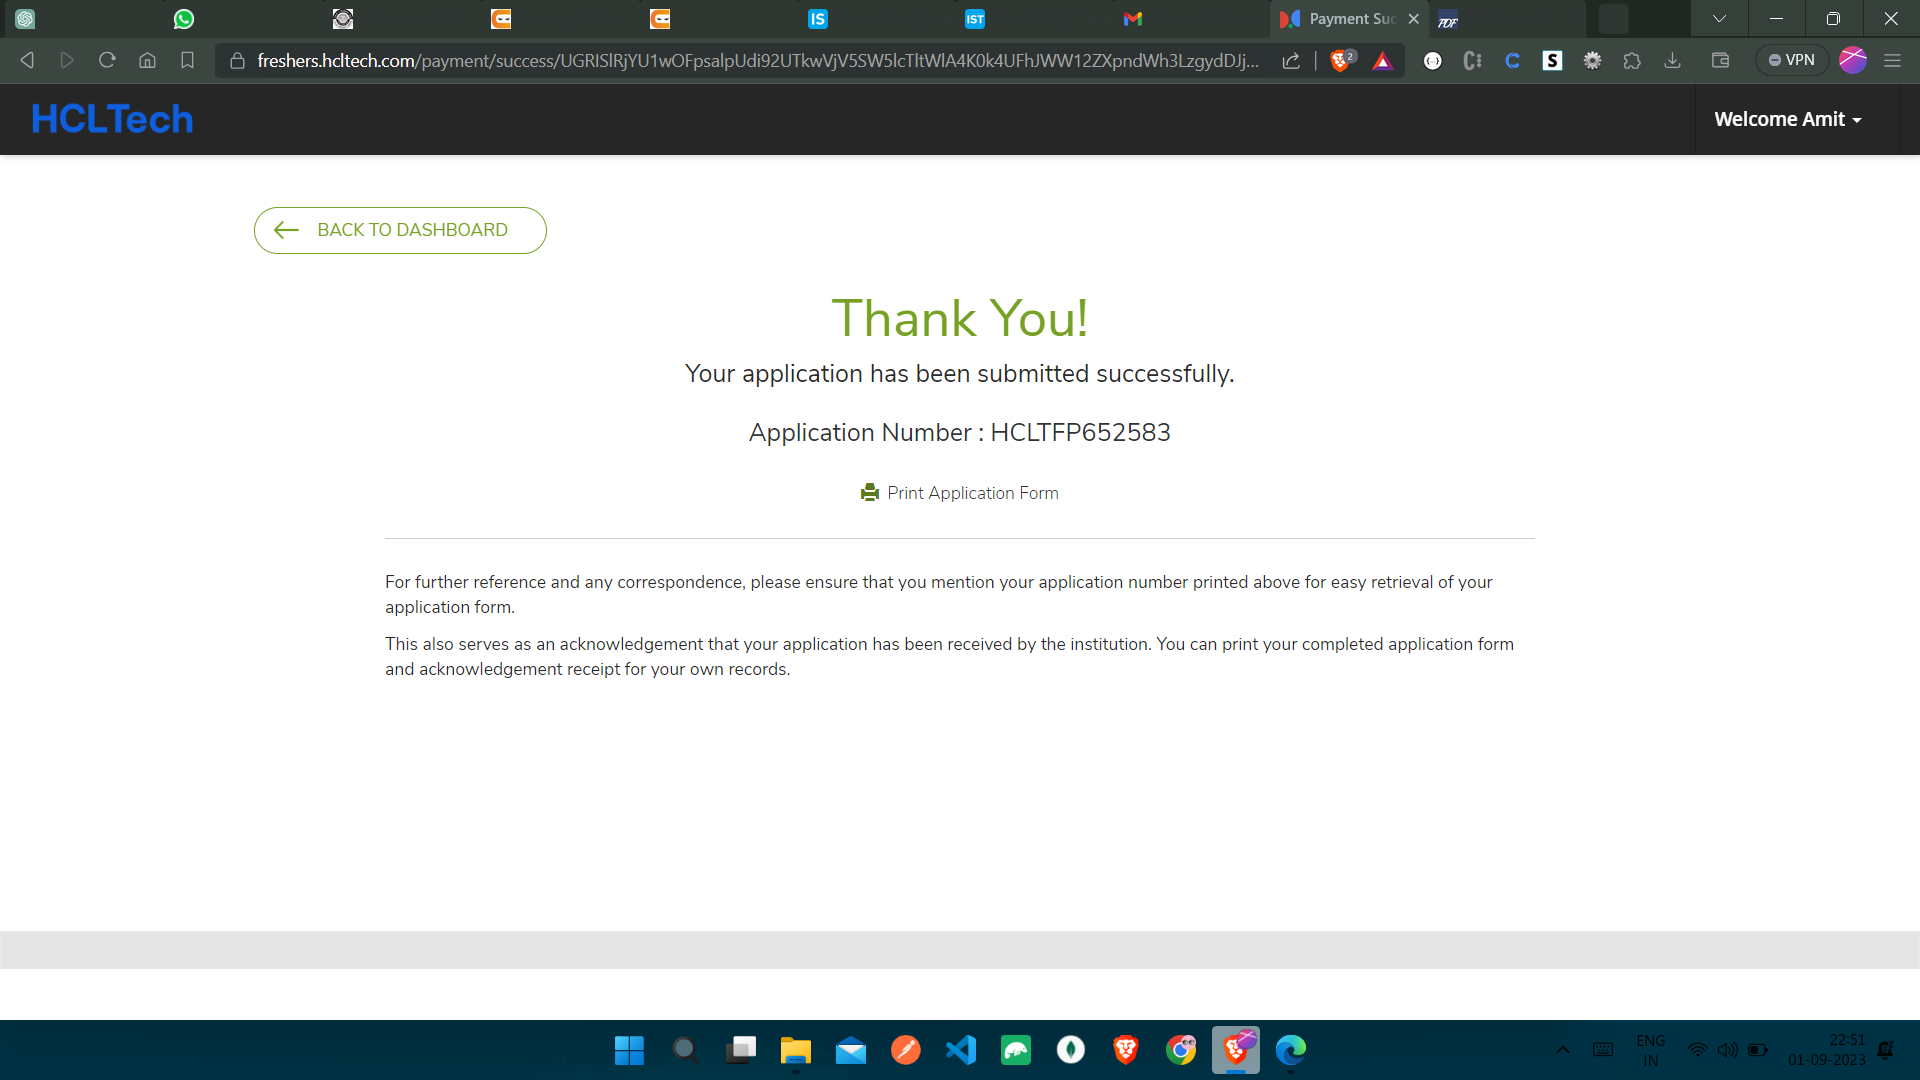 IS
IST
Payment Suc
PDF
freshers.hcltech.com/payment/success/UGRISlRjYU1wOFpsalpUdi92UTkwVjV5SW5lcTltWlA4K0k4UFhJWW12ZXpndWh3LzgydDJj...
2
S
VPN
HCLTech
Welcome Amit
BACK TO DASHBOARD
Thank You!
Your application has been submitted successfully.
Application Number : HCLTFP652583
Print Application Form
For further reference and any correspondence, please ensure that you mention your application number printed above for easy retrieval of your
application form.
This also serves as an acknowledgement that your application has been received by the institution. You can print your completed application form
and acknowledgement receipt for your own records.
ENG
IN
22:51
01-09-2023